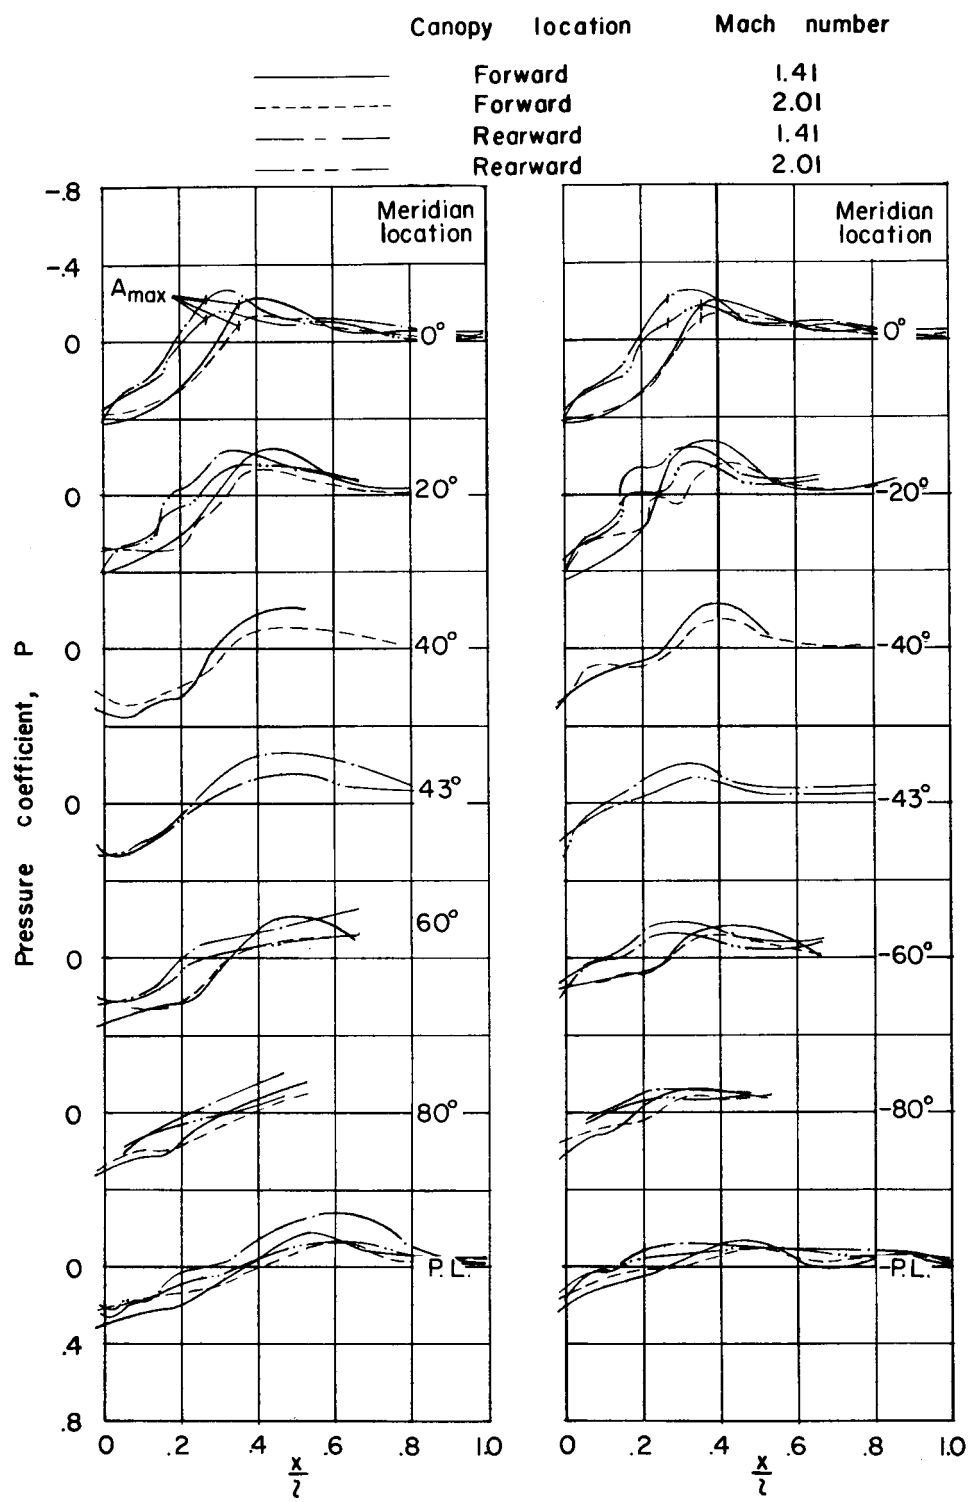 Canopy location Mach number
Forward 1.41
Forward 2.01
Rearward 1.41
Rearward 2.01
-.8
-.4
0
0
0
0
0
0
0
.4
.8
Pressure coefficient, P
Meridian
location
Amax
0°
20°
40°
43°
60°
80°
P.L.
0 .2 .4 .6 .8 1.0
x/l
Meridian
location
0°
-20°
-40°
-43°
-60°
-80°
-P.L.
0 .2 .4 .6 .8 1.0
x/l